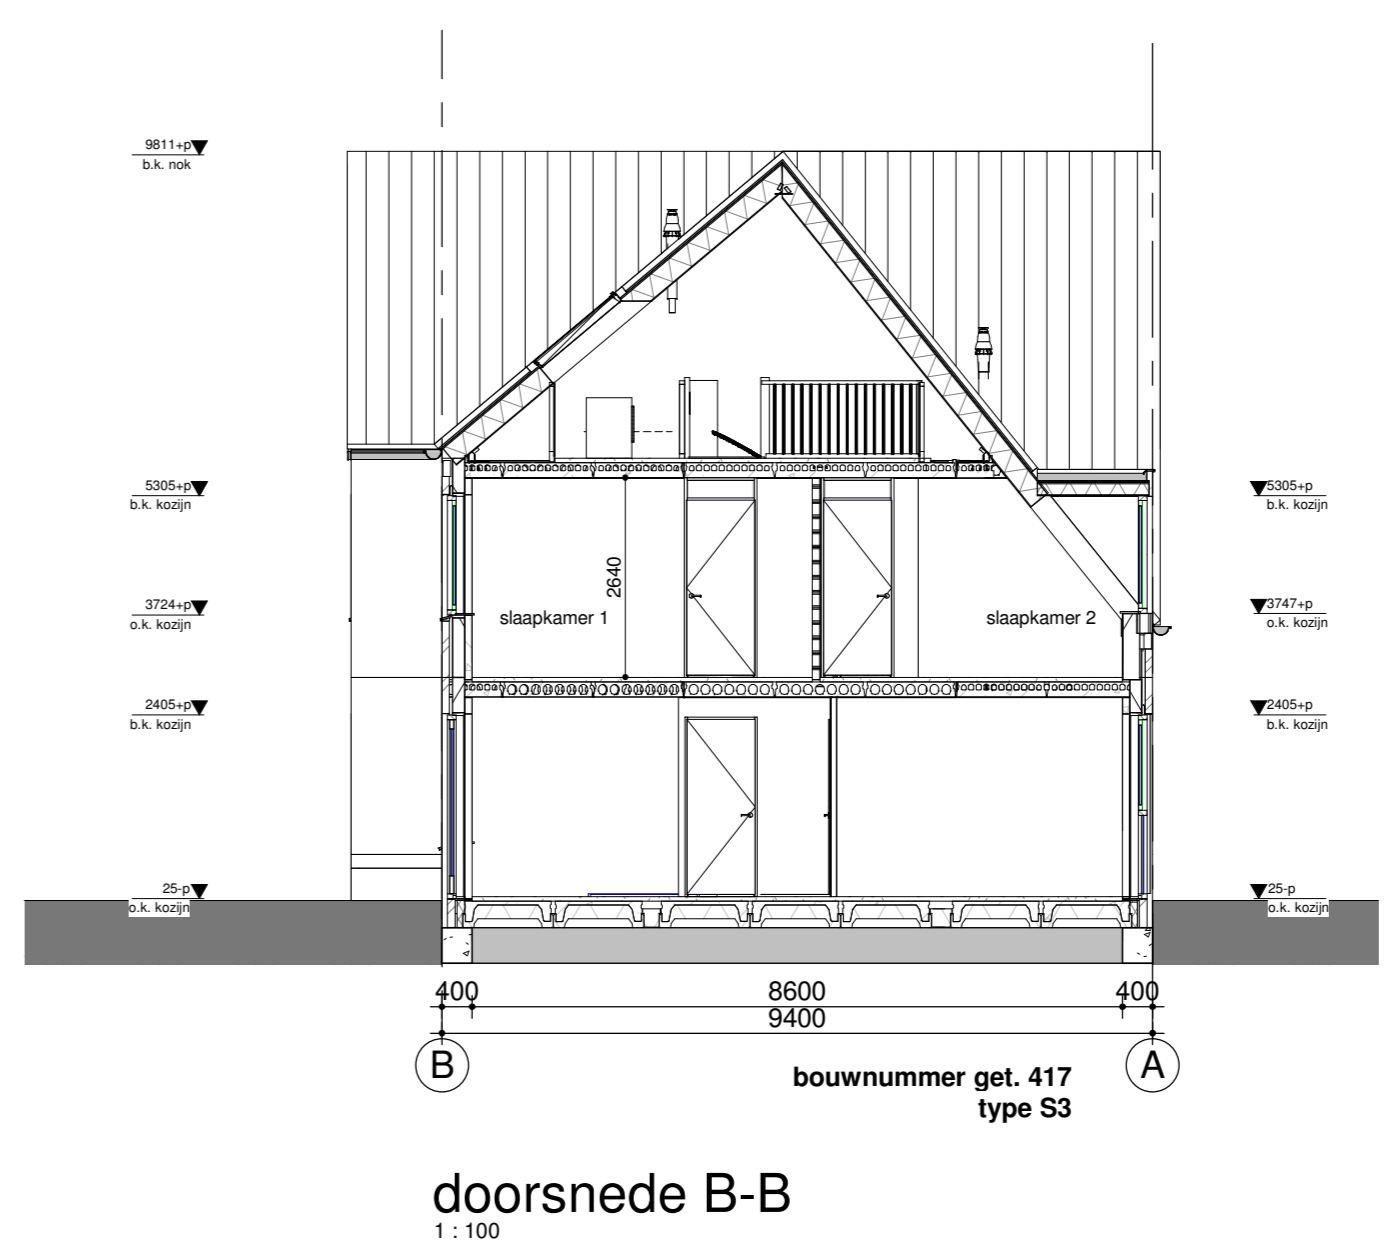 9811+p
b.k. nok
5305+p
b.k. kozijn
5305+p
b.k. kozijn
2640
3724+p
o.k. kozijn
slaapkamer 1
slaapkamer 2
3747+p
o.k. kozijn
2405+p
b.k. kozijn
2405+p
b.k. kozijn
25-p
o.k. kozijn
25-p
o.k. kozijn
400
8600
400
9400
B
A
bouwnummer get. 417
type S3
doorsnede B-B
1 : 100